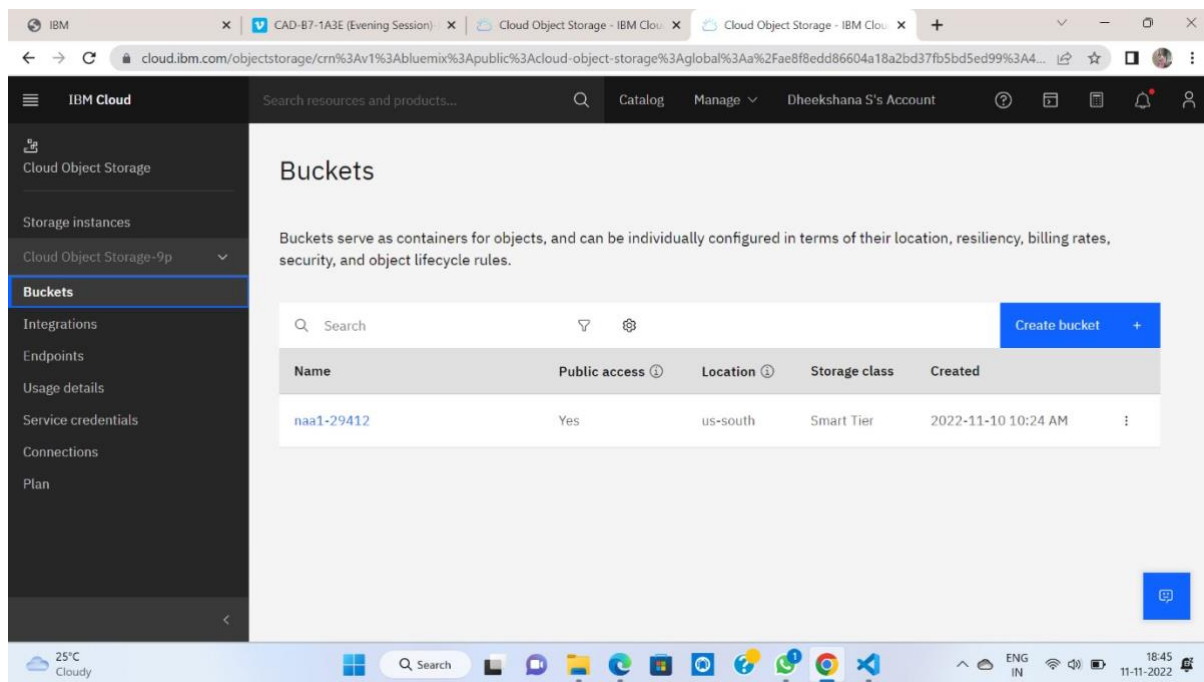 IBM
CAD-B7-1A3E (Evening Session)
Cloud Object Storage - IBM Clou
Cloud Object Storage - IBM Clou
cloud.ibm.com/objectstorage/crn%3Av1%3Abluemix%3Apublic%3Acloud-object-storage%3Aglobal%3Aa%2Fae8f8edd86604a18a2bd37fb5bd5ed99%3A4...
IBM Cloud
Search resources and products...
Catalog
Manage
Dheekshana S's Account
Cloud Object Storage
Storage instances
Cloud Object Storage-9p
Buckets
Integrations
Endpoints
Usage details
Service credentials
Connections
Plan
Buckets
Buckets serve as containers for objects, and can be individually configured in terms of their location, resiliency, billing rates,
security, and object lifecycle rules.
Search
Create bucket +
Name Public access Location Storage class Created
naa1-29412 Yes us-south Smart Tier 2022-11-10 10:24 AM
25°C
Cloudy
Search
1
ENG
IN
18:45
11-11-2022